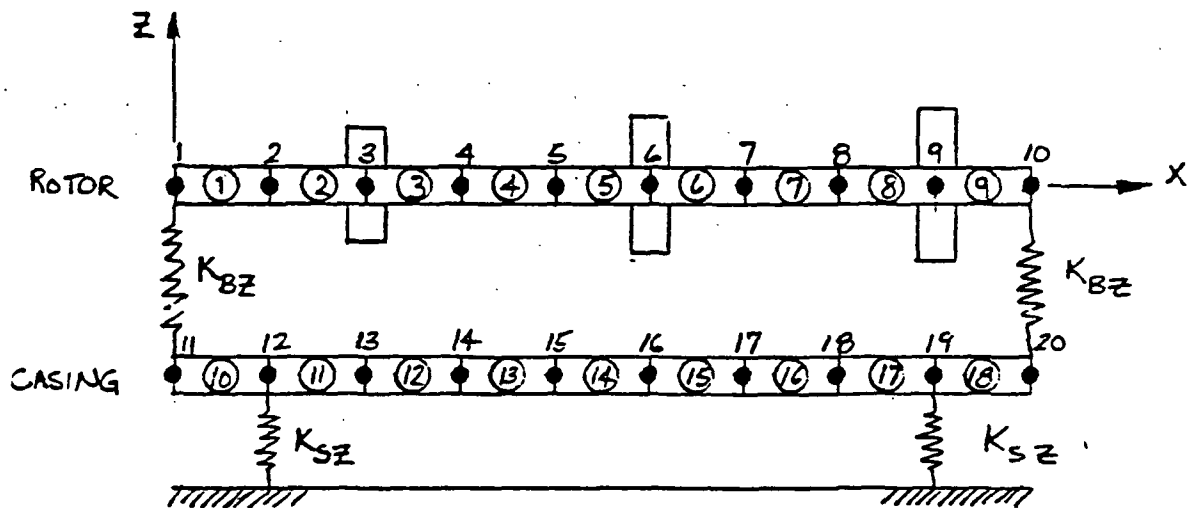 Z
1 2 3 4 5 6 7 8 9 10
ROTOR ① ② ③ ④ ⑤ ⑥ ⑦ ⑧ ⑨ X
KBZ KBZ
11 12 13 14 15 16 17 18 19 20
CASING ⑩ ⑪ ⑫ ⑬ ⑭ ⑮ ⑯ ⑰ ⑱
KSZ KSZ